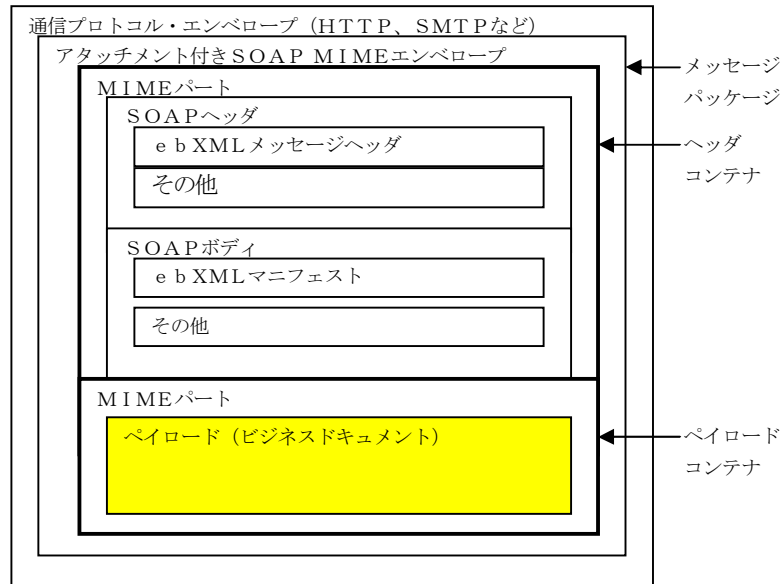 通信プロトコル・エンベロープ（ＨＴＴＰ、ＳＭＴＰなど）
アタッチメント付きＳＯＡＰ ＭＩＭＥエンベロープ
ＭＩＭＥパート
ＳＯＡＰヘッダ
ｅｂＸＭＬメッセージヘッダ
その他
ＳＯＡＰボディ
ｅｂＸＭＬマニフェスト
その他
ＭＩＭＥパート
ペイロード（ビジネスドキュメント）
メッセージ
パッケージ
ヘッダ
コンテナ
ペイロード
コンテナ